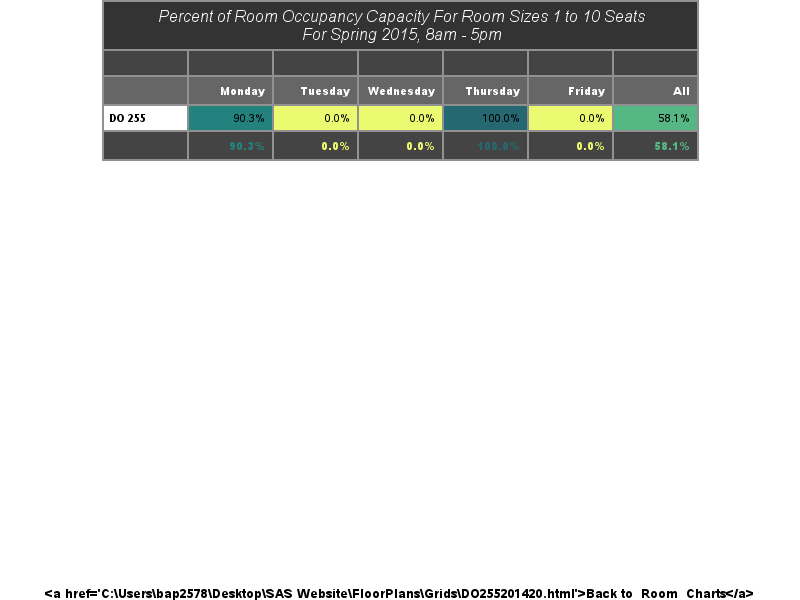 Percent of Room Occupancy Capacity For Room Sizes 1 to 10 Seats
For Spring 2015, 8am - 5pm
Monday Tuesday Wednesday Thursday Friday All
DO 255 90.3% 0.0% 0.0% 100.0% 0.0% 58.1%
90.3% 0.0% 0.0% 100.0% 0.0% 58.1%
<a href='C:\Users\bap2578\Desktop\SAS Website\FloorPlans\Grids\DO255201420.html'>Back to Room Charts</a>